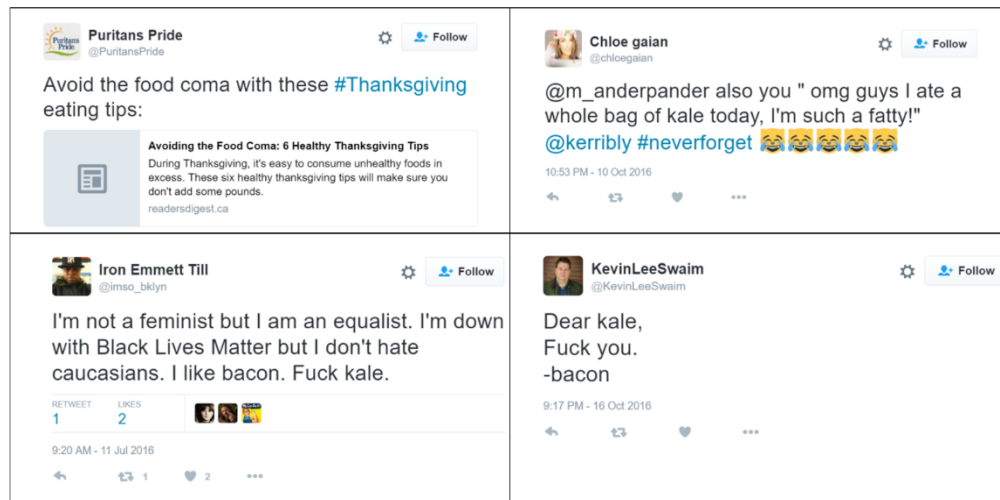 Puritans Pride
Puritans Pride
@PuritansPride
Follow
Avoid the food coma with these #Thanksgiving
eating tips:
Avoiding the Food Coma: 6 Healthy Thanksgiving Tips
During Thanksgiving, it's easy to consume unhealthy foods in
excess. These six healthy thanksgiving tips will make sure you
don't add some pounds.
readersdigest.ca
Chloe gaian
@chloegaian
Follow
@m_anderpander also you " omg guys I ate a
whole bag of kale today, I'm such a fatty!"
@kerribly #neverforget 😹😹😹😹😹
10:53 PM - 10 Oct 2016
Iron Emmett Till
@imso_bklyn
Follow
I'm not a feminist but I am an equalist. I'm down
with Black Lives Matter but I don't hate
caucasians. I like bacon. Fuck kale.
RETWEET LIKES
1 2
9:20 AM - 11 Jul 2016
1 2
KevinLeeSwaim
@KevinLeeSwaim
Follow
Dear kale,
Fuck you.
-bacon
9:17 PM - 16 Oct 2016